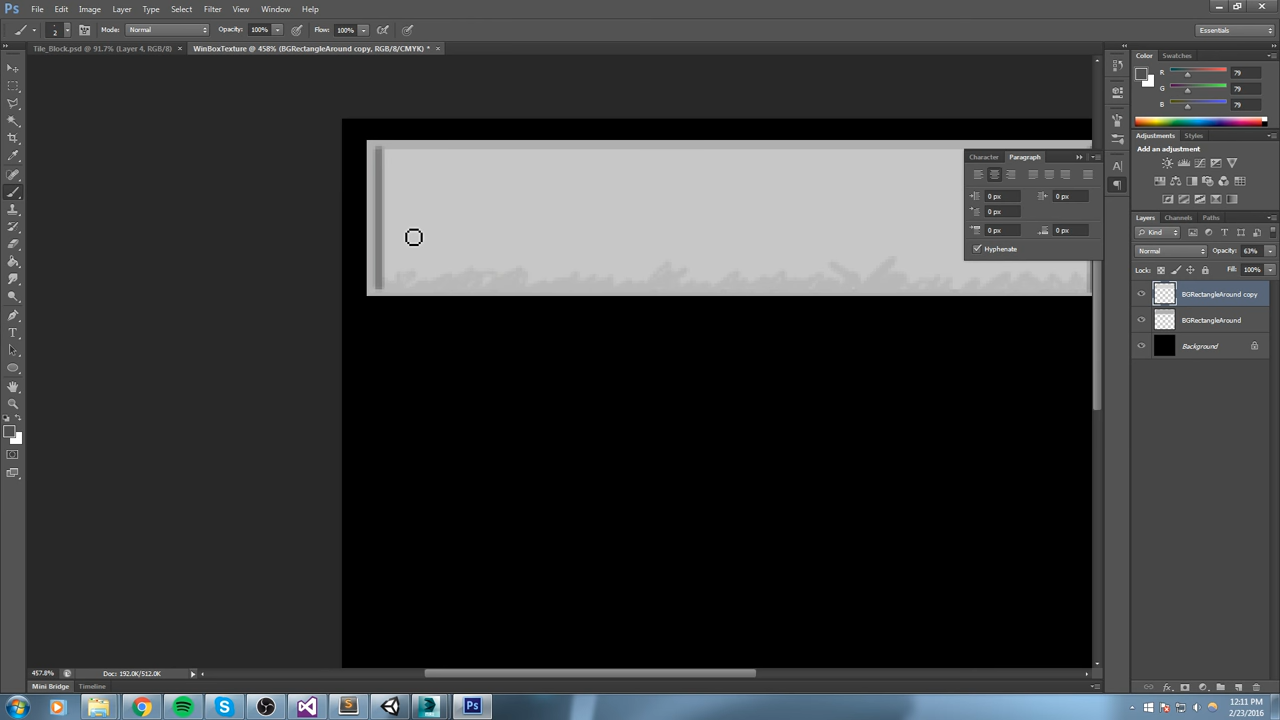 Ps File Edit Image Layer Type Select Filter View Window Help
2 Mode: Normal Opacity: 100% Flow: 100% Essentials
Tile_Block.psd @ 91.7% (Layer 4, RGB/8) × WinBoxTexture @ 458% (BGRectangleAround copy, RGB/8/CMYK) * ×
Color Swatches
R 79
G 79
B 79
Adjustments Styles
Add an adjustment
Character Paragraph
0 px 0 px
0 px
0 px 0 px
Hyphenate
Layers Channels Paths
Kind
Normal Opacity: 63%
Lock: Fill: 100%
BGRectangleAround copy
BGRectangleAround
Background
457.8% Doc: 192.0K/512.0K
Mini Bridge Timeline
Ps
12:11 PM
2/23/2016